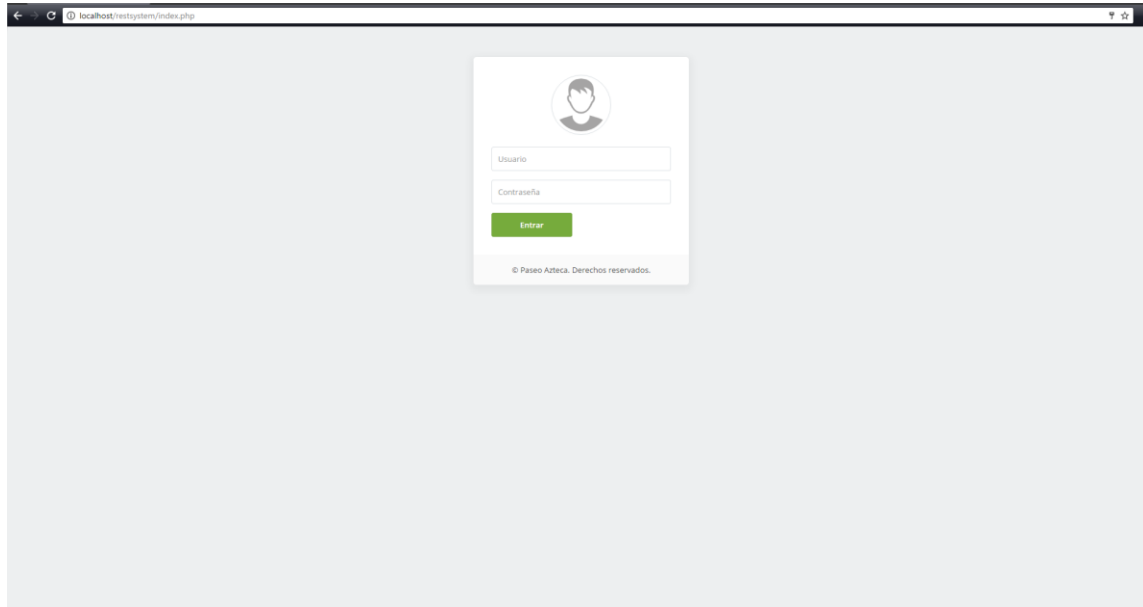 localhost/restsystem/index.php
Usuario
Contraseña
Entrar
© Paseo Azteca. Derechos reservados.